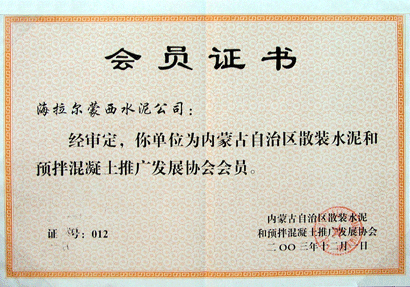 会员证书
海拉尔蒙西水泥公司：
经审定，你单位为内蒙古自治区散装水泥和
预拌混凝土推广发展协会会员。
内蒙古自治区散装水泥
和预拌混凝土推广发展协会
证 号：012
二〇〇三年十二月 日